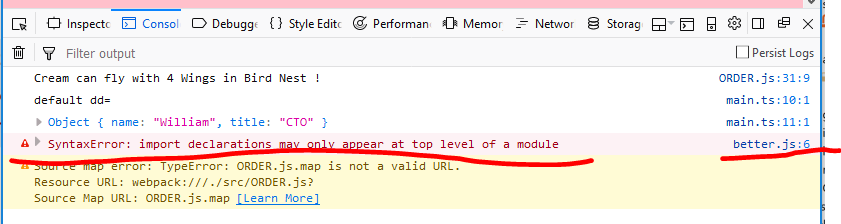 Inspecto Consol Debugge Style Edito Performan Memor Networ Storag
Filter output Persist Logs
Cream can fly with 4 Wings in Bird Nest ! ORDER.js:31:9
default dd= main.ts:10:1
Object { name: "William", title: "CTO" } main.ts:11:1
SyntaxError: import declarations may only appear at top level of a module better.js:6
Source map error: TypeError: ORDER.js.map is not a valid URL.
Resource URL: webpack:///./src/ORDER.js?
Source Map URL: ORDER.js.map [Learn More]